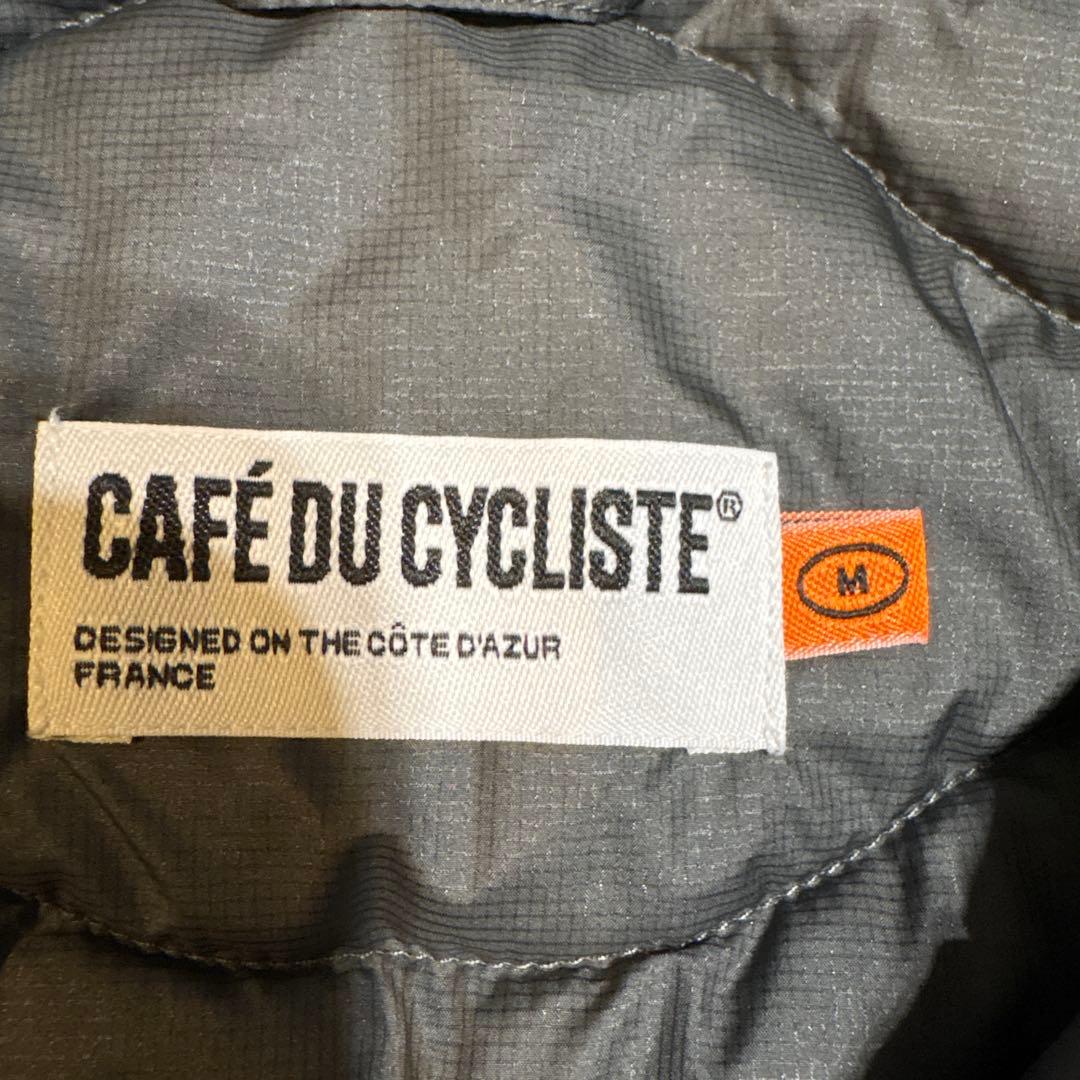 CAFÉ DU CYCLISTE®
DESIGNED ON THE CÔTE D'AZUR
FRANCE
M